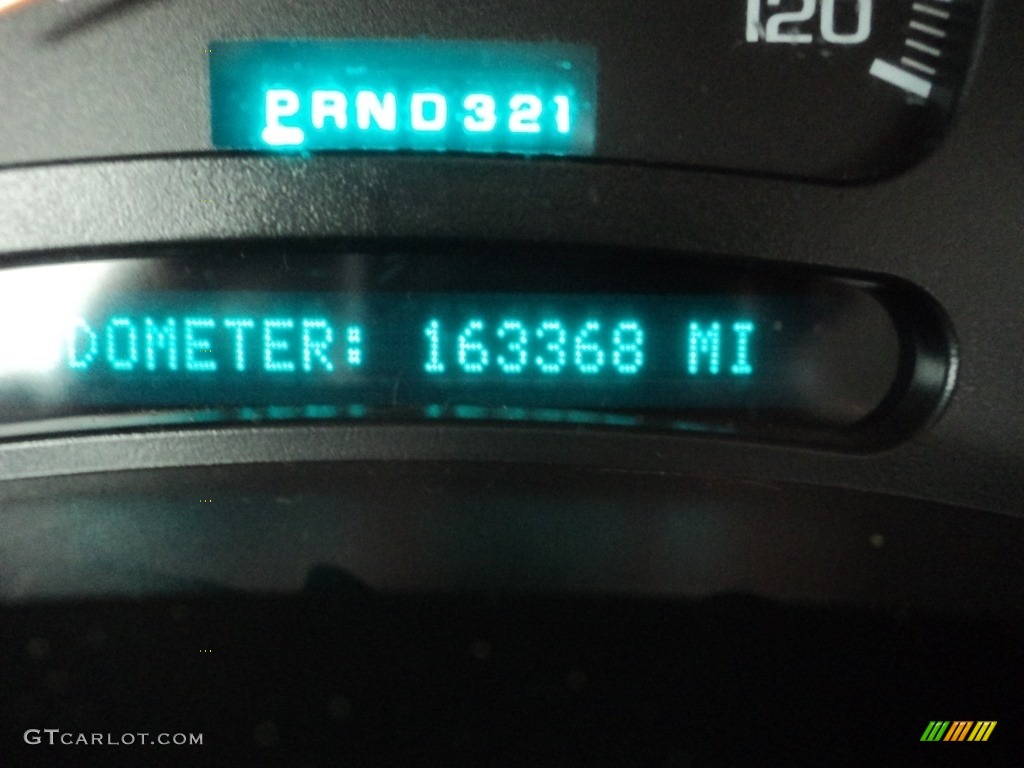 120
PRND321
DOMETER: 163368 MI
GTCARLOT.COM